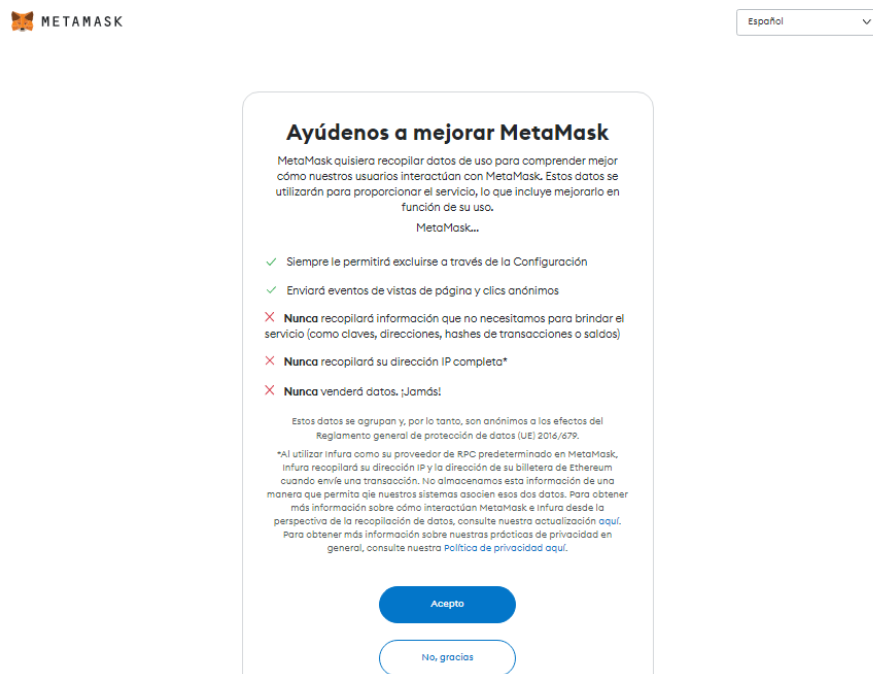 METAMASK
Español
Ayúdenos a mejorar MetaMask
MetaMask quisiera recopilar datos de uso para comprender mejor
cómo nuestros usuarios interactúan con MetaMask. Estos datos se
utilizarán para proporcionar el servicio, lo que incluye mejorarlo en
función de su uso.
MetaMask...
Siempre le permitirá excluirse a través de la Configuración
Enviará eventos de vistas de página y clics anónimos
Nunca recopilará información que no necesitamos para brindar el
servicio (como claves, direcciones, hashes de transacciones o saldos)
Nunca recopilará su dirección IP completa*
Nunca venderá datos. ¡Jamás!
Estos datos se agrupan y, por lo tanto, son anónimos a los efectos del
Reglamento general de protección de datos (UE) 2016/679.
*Al utilizar Infura como su proveedor de RPC predeterminado en MetaMask,
Infura recopilará su dirección IP y la dirección de su billetera de Ethereum
cuando envíe una transacción. No almacenamos esta información de una
manera que permita qie nuestros sistemas asocien esos dos datos. Para obtener
más información sobre cómo interactúan MetaMask e Infura desde la
perspectiva de la recopilación de datos, consulte nuestra actualización aquí.
Para obtener más información sobre nuestras prácticas de privacidad en
general, consulte nuestra Política de privacidad aquí.
Acepto
No, gracias